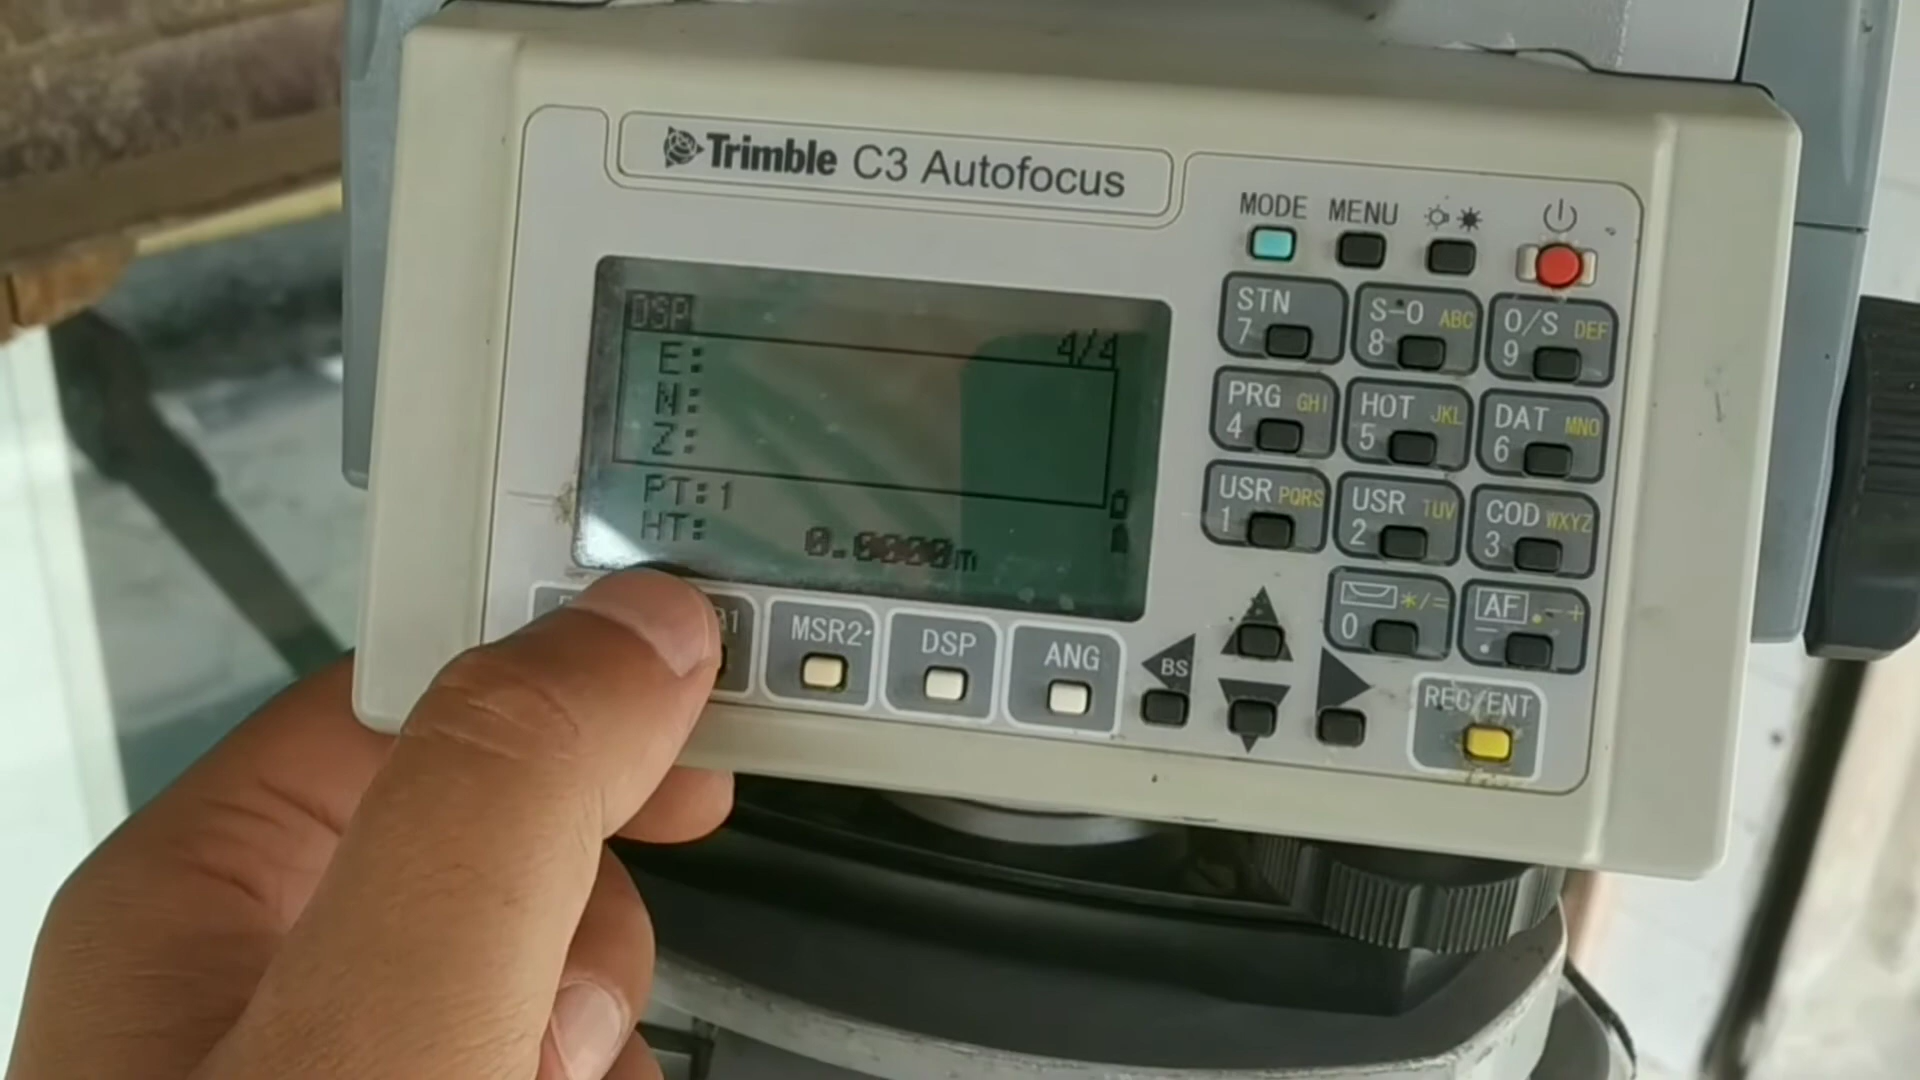 Trimble C3 Autofocus
MODE MENU
DSP
4/4
E:
N:
Z:
PT:1
HT: 0.0000m
STN
7
S-O ABC
8
O/S DEF
9
PRG GHI
4
HOT JKL
5
DAT MNO
6
USR PQRS
1
USR TUV
2
COD WXYZ
3
*/=
0
AF .-+
MSR2
DSP
ANG
BS
REC/ENT